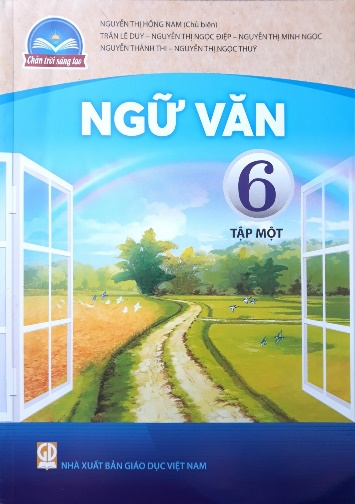 NGUYỄN THỊ HỒNG NAM (Chủ biên)
TRẦN LÊ DUY – NGUYỄN THỊ NGỌC ĐIỆP – NGUYỄN THỊ MINH NGỌC
NGUYỄN THÀNH THI – NGUYỄN THỊ NGỌC THUÝ
Chân trời sáng tạo
NGỮ VĂN
6
TẬP MỘT
GD
NHÀ XUẤT BẢN GIÁO DỤC VIỆT NAM